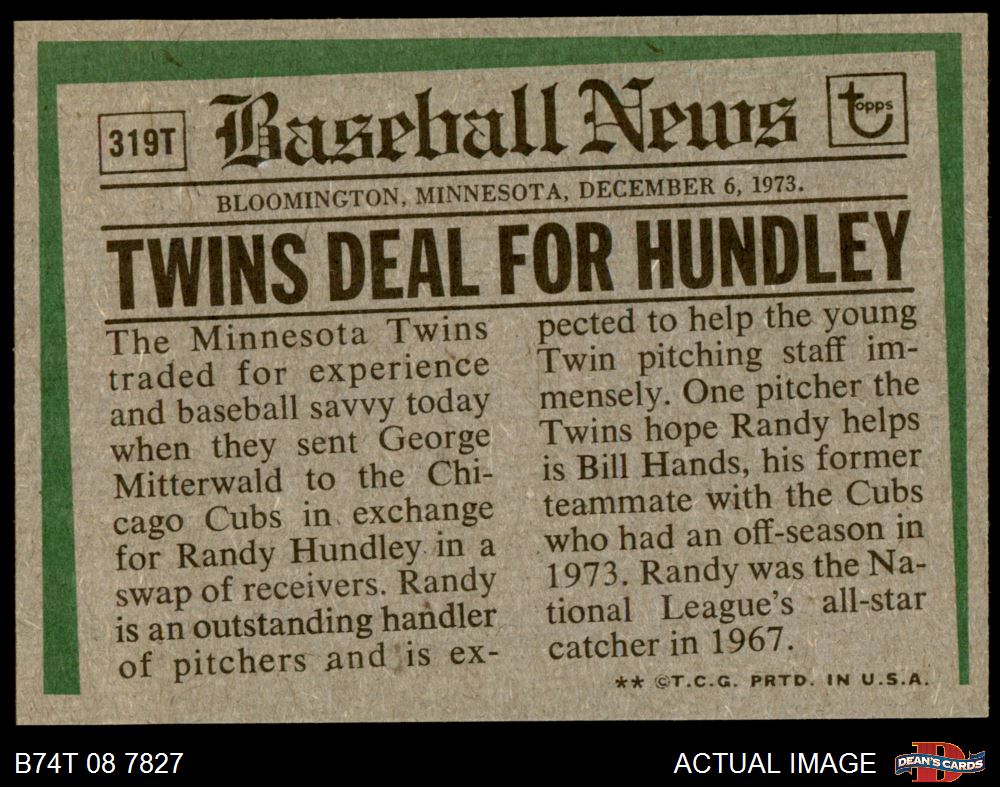 319T
Baseball News
Topps
BLOOMINGTON, MINNESOTA, DECEMBER 6, 1973.
TWINS DEAL FOR HUNDLEY
The Minnesota Twins
traded for experience
and baseball savvy today
when they sent George
Mitterwald to the Chi-
cago Cubs in exchange
for Randy Hundley in a
swap of receivers. Randy
is an outstanding handler
of pitchers and is ex-
pected to help the young
Twin pitching staff im-
mensely. One pitcher the
Twins hope Randy helps
is Bill Hands, his former
teammate with the Cubs
who had an off-season in
1973. Randy was the Na-
tional League's all-star
catcher in 1967.
** ©T.C.G. PRTD. IN U.S.A.
B74T 08 7827
ACTUAL IMAGE
D
DEAN'S CARDS